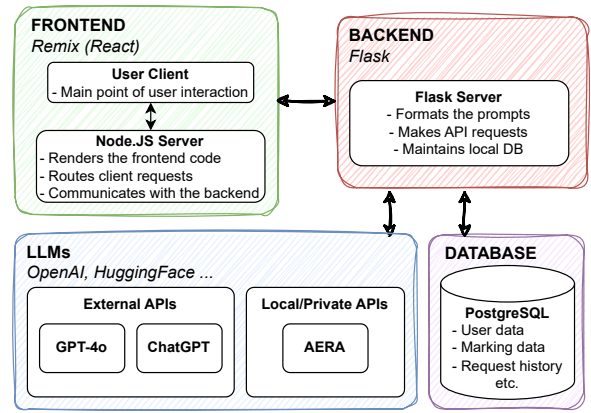 FRONTEND
Remix (React)
User Client
- Main point of user interaction
Node.JS Server
- Renders the frontend code
- Routes client requests
- Communicates with the backend
BACKEND
Flask
Flask Server
- Formats the prompts
- Makes API requests
- Maintains local DB
LLMs
OpenAI, HuggingFace ...
External APIs
GPT-4o
ChatGPT
Local/Private APIs
AERA
DATABASE
PostgreSQL
- User data
- Marking data
- Request history
etc.